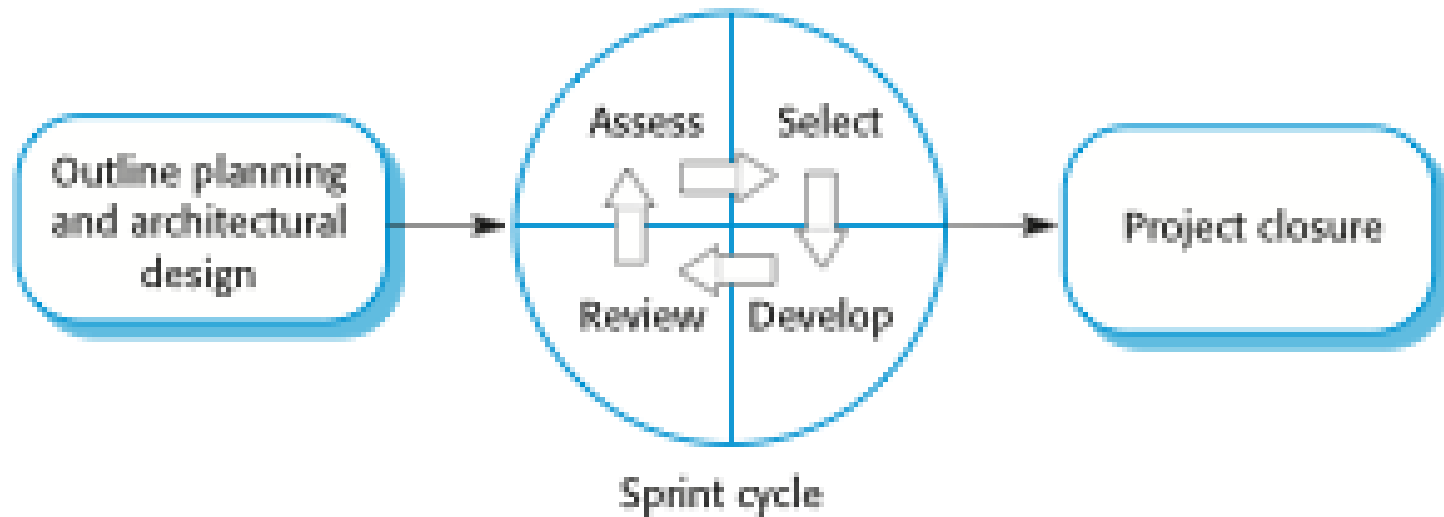 Outline planning
and architectural
design
Assess
Select
Review
Develop
Sprint cycle
Project closure